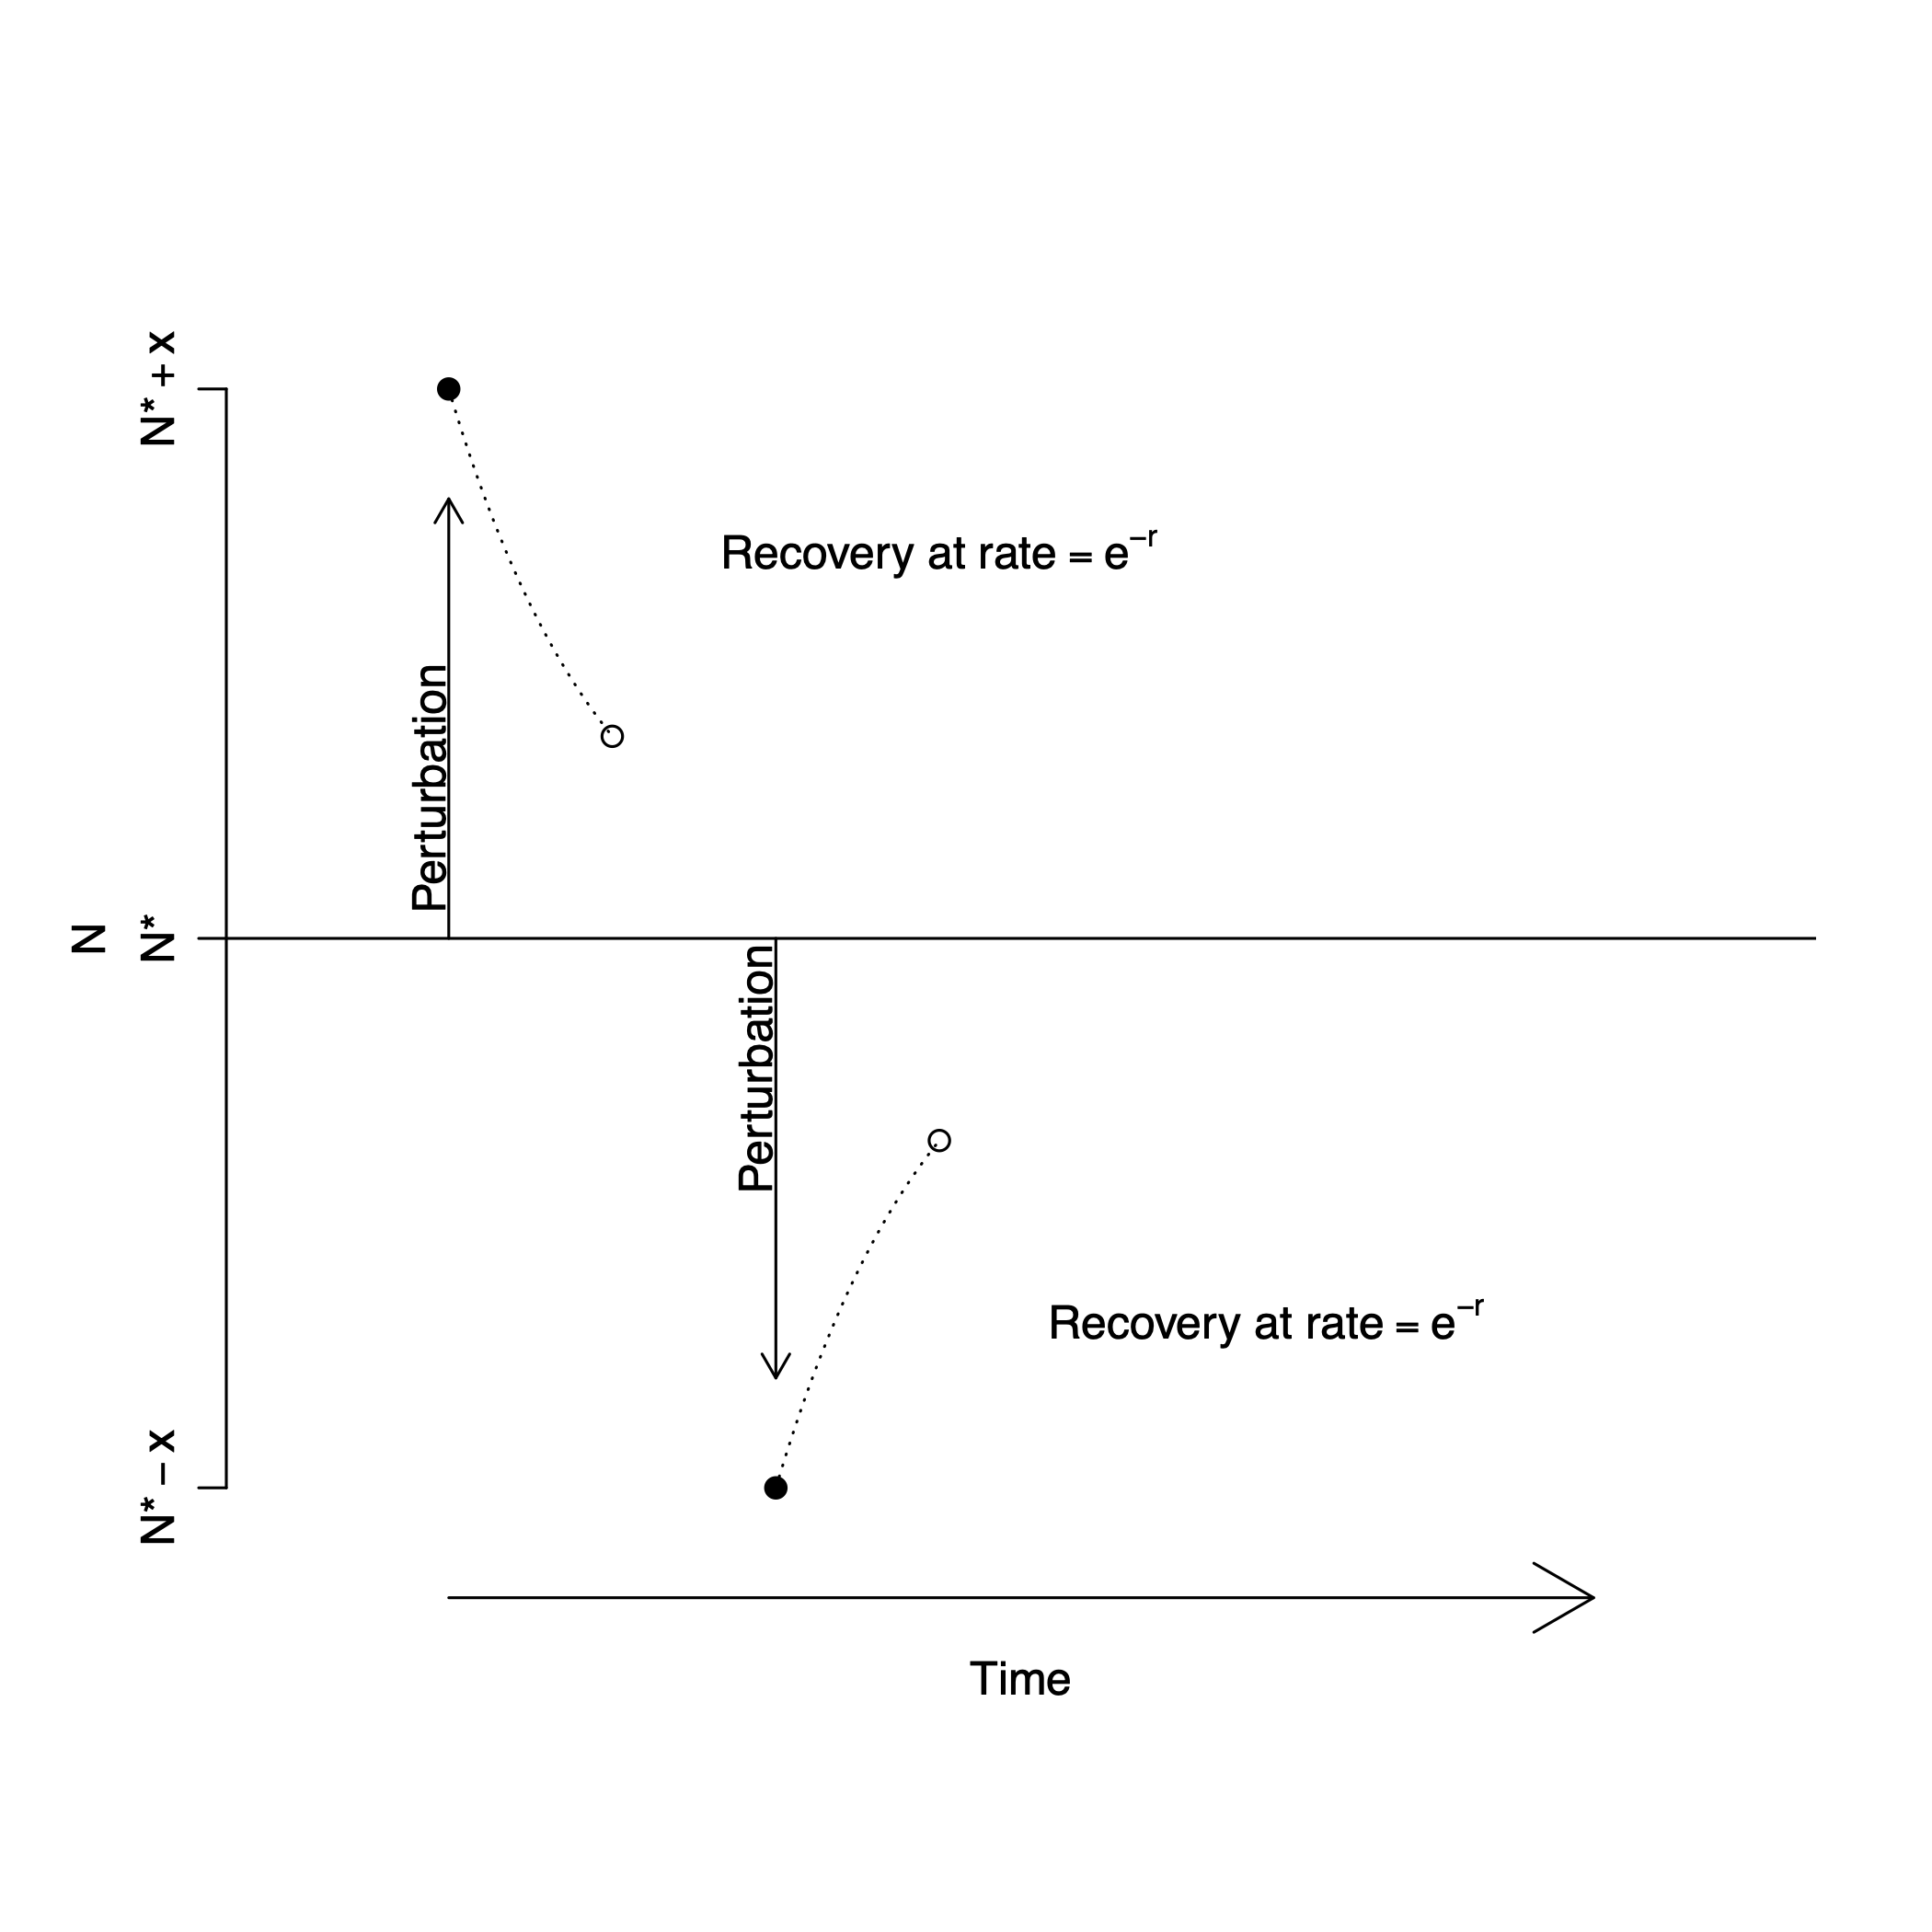 N* + x
Recovery at rate = e⁻ʳ
Perturbation
N
N*
Perturbation
Recovery at rate = e⁻ʳ
N* − x
Time